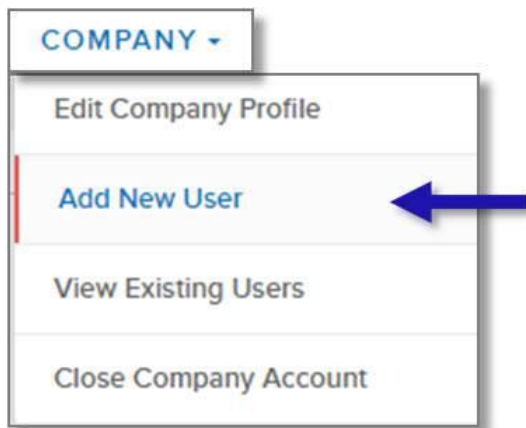 COMPANY
Edit Company Profile
Add New User
View Existing Users
Close Company Account